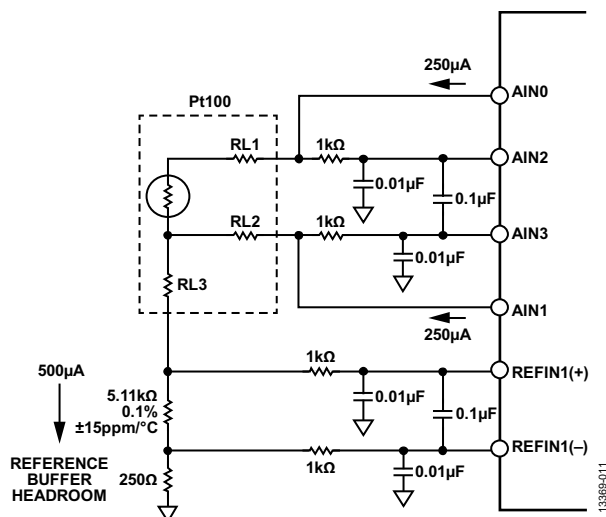 250µA
AIN0
Pt100
RL1
1kΩ
AIN2
0.01µF
0.1µF
RL2
1kΩ
AIN3
0.01µF
RL3
AIN1
250µA
500µA
1kΩ
REFIN1(+)
5.11kΩ
0.1%
±15ppm/°C
0.01µF
0.1µF
REFIN1(–)
REFERENCE
BUFFER
HEADROOM
250Ω
1kΩ
0.01µF
13369-011